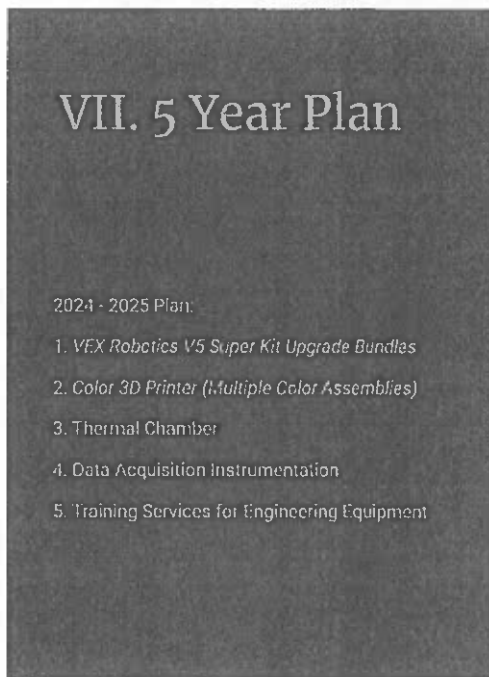 VII. 5 Year Plan
2024 - 2025 Plan:
1. VEX Robotics V5 Super Kit Upgrade Bundles
2. Color 3D Printer (Multiple Color Assemblies)
3. Thermal Chamber
4. Data Acquisition Instrumentation
5. Training Services for Engineering Equipment